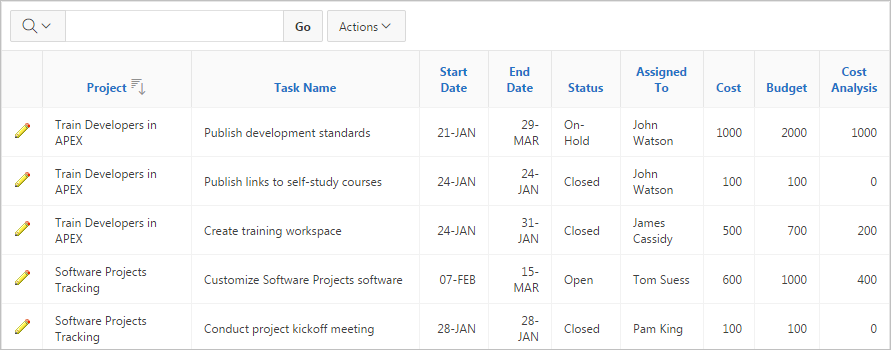 Go Actions
Project Task Name Start Date End Date Status Assigned To Cost Budget Cost Analysis
Train Developers in APEX Publish development standards 21-JAN 29-MAR On-Hold John Watson 1000 2000 1000
Train Developers in APEX Publish links to self-study courses 24-JAN 24-JAN Closed John Watson 100 100 0
Train Developers in APEX Create training workspace 24-JAN 31-JAN Closed James Cassidy 500 700 200
Software Projects Tracking Customize Software Projects software 07-FEB 15-MAR Open Tom Suess 600 1000 400
Software Projects Tracking Conduct project kickoff meeting 28-JAN 28-JAN Closed Pam King 100 100 0